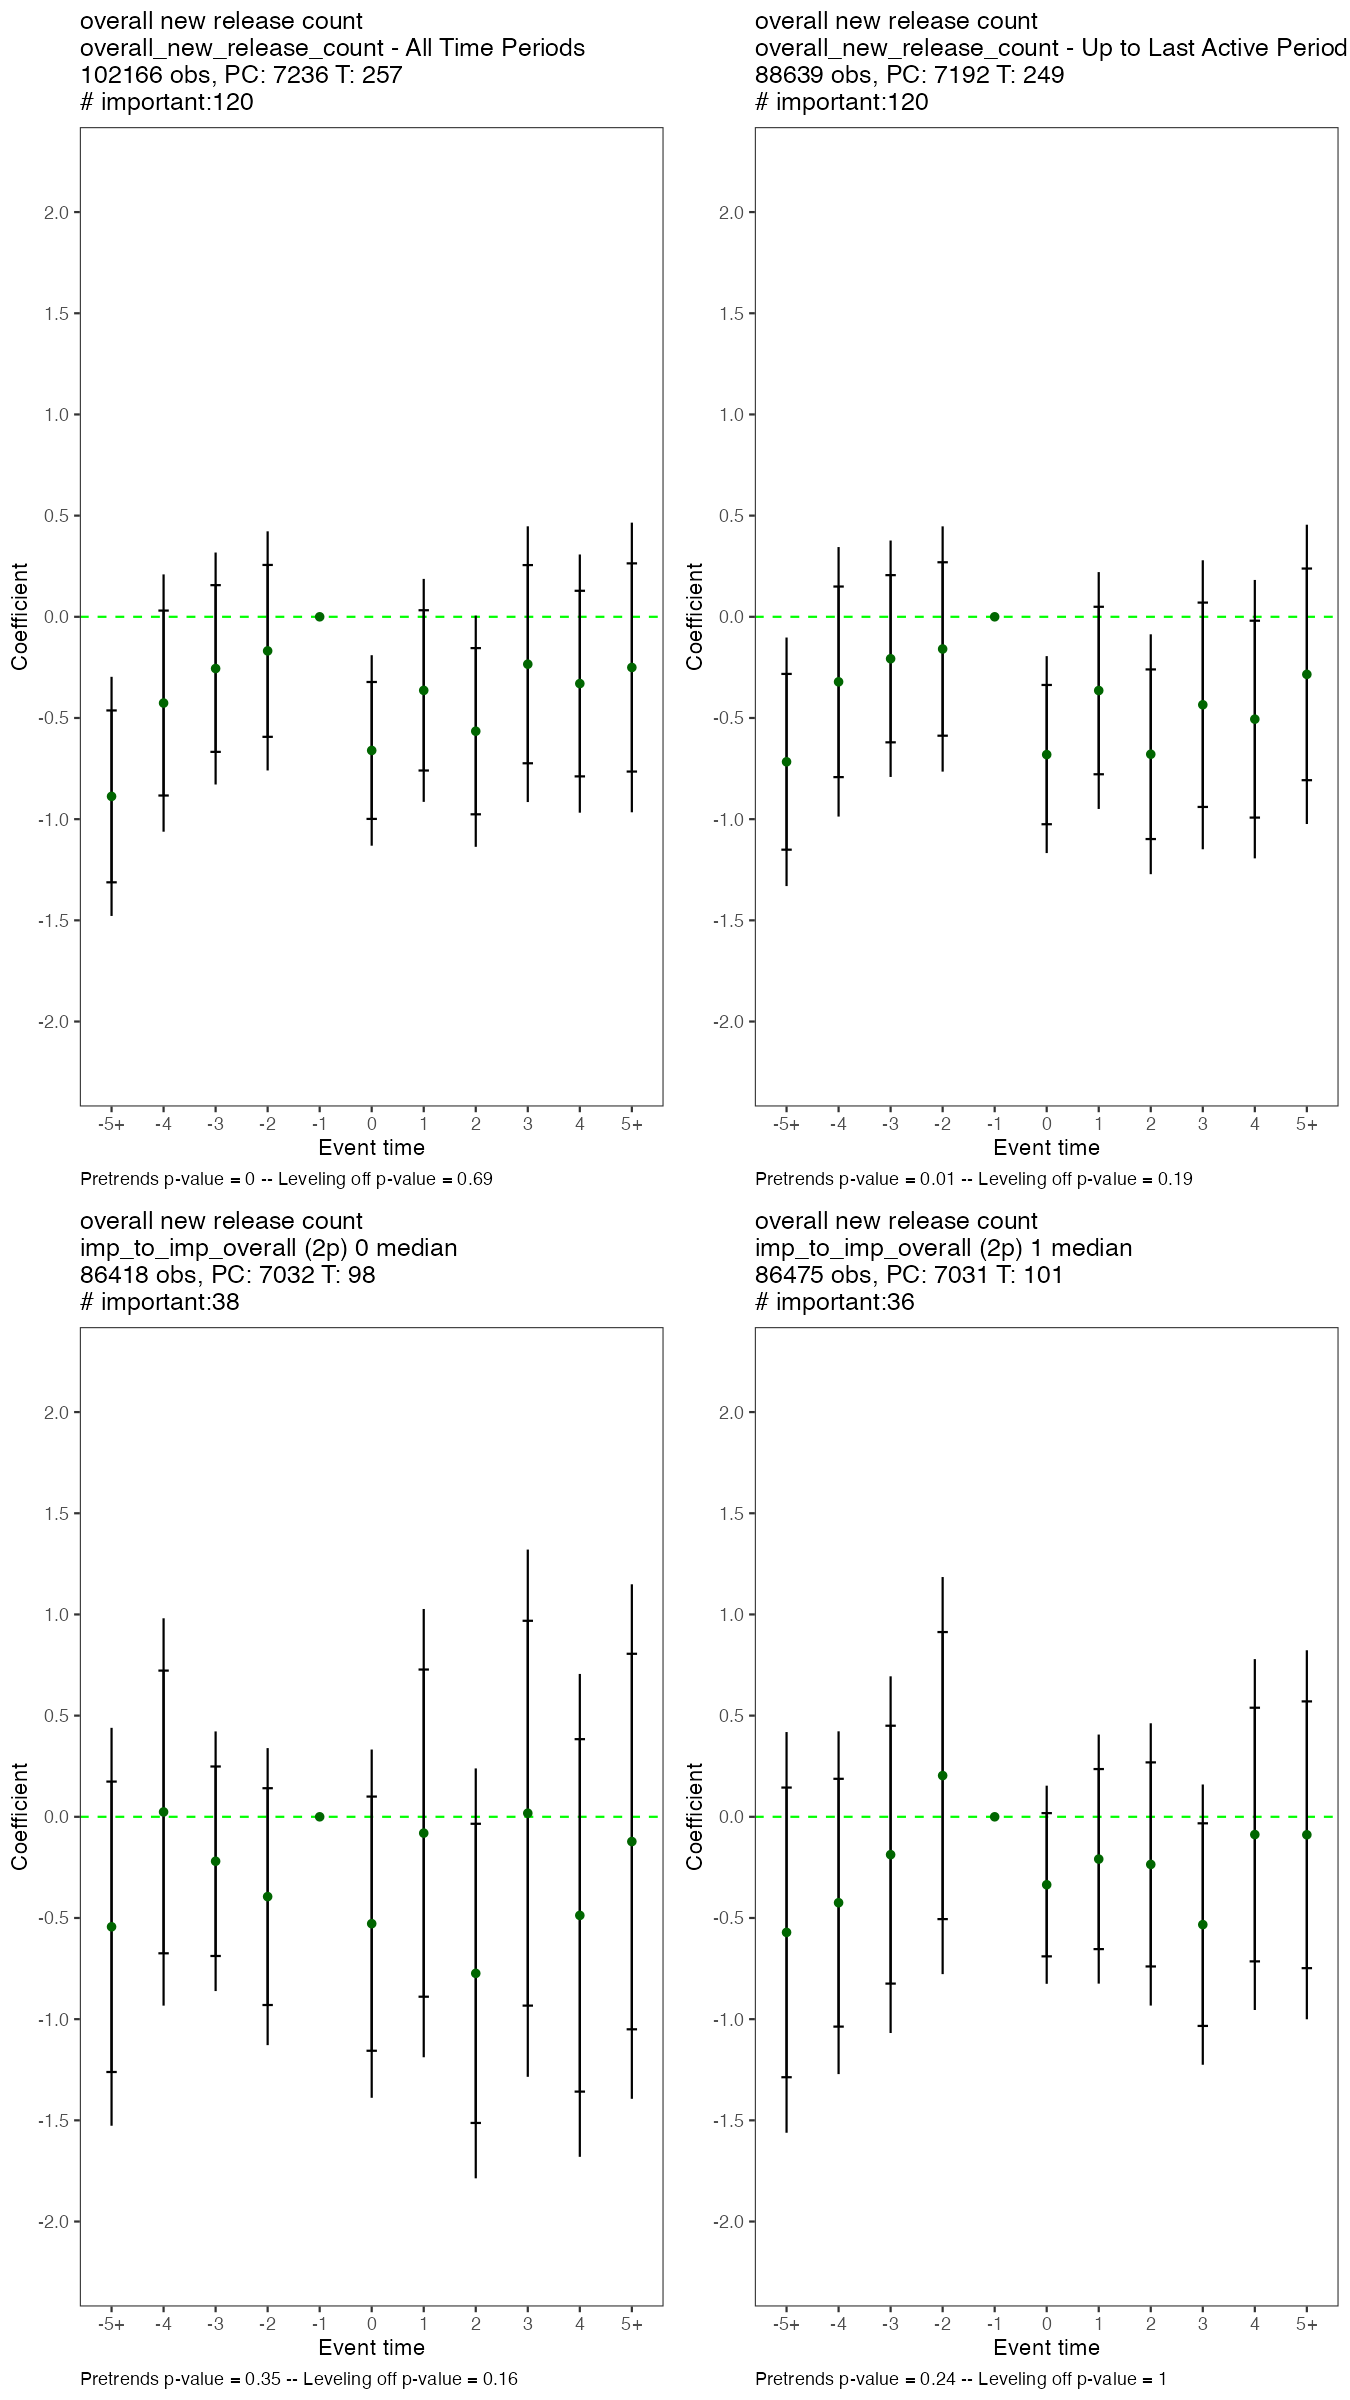 overall new release count
overall_new_release_count - All Time Periods
102166 obs, PC: 7236 T: 257
# important:120
2.0
1.5
1.0
0.5
0.0
-0.5
-1.0
-1.5
-2.0
Coefficient
-5+ -4 -3 -2 -1 0 1 2 3 4 5+
Event time
Pretrends p-value = 0 -- Leveling off p-value = 0.69
overall new release count
overall_new_release_count - Up to Last Active Period
88639 obs, PC: 7192 T: 249
# important:120
2.0
1.5
1.0
0.5
0.0
-0.5
-1.0
-1.5
-2.0
Coefficient
-5+ -4 -3 -2 -1 0 1 2 3 4 5+
Event time
Pretrends p-value = 0.01 -- Leveling off p-value = 0.19
overall new release count
imp_to_imp_overall (2p) 0 median
86418 obs, PC: 7032 T: 98
# important:38
2.0
1.5
1.0
0.5
0.0
-0.5
-1.0
-1.5
-2.0
Coefficient
-5+ -4 -3 -2 -1 0 1 2 3 4 5+
Event time
Pretrends p-value = 0.35 -- Leveling off p-value = 0.16
overall new release count
imp_to_imp_overall (2p) 1 median
86475 obs, PC: 7031 T: 101
# important:36
2.0
1.5
1.0
0.5
0.0
-0.5
-1.0
-1.5
-2.0
Coefficient
-5+ -4 -3 -2 -1 0 1 2 3 4 5+
Event time
Pretrends p-value = 0.24 -- Leveling off p-value = 1